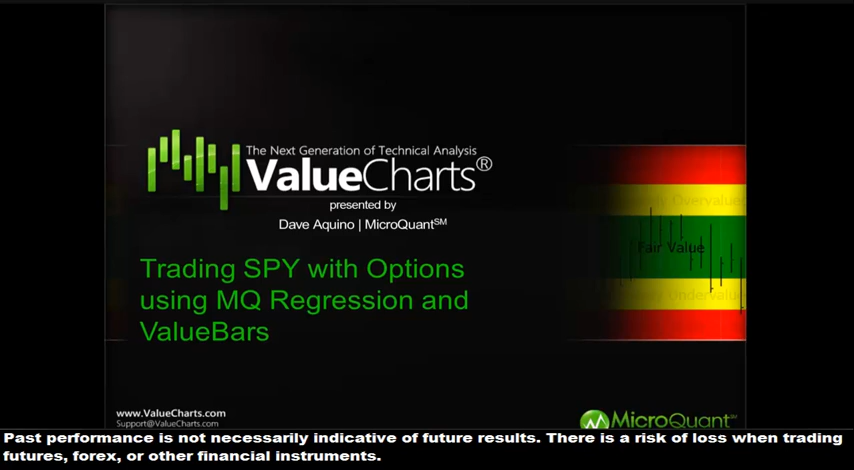 The Next Generation of Technical Analysis
ValueCharts®
presented by
Dave Aquino | MicroQuant℠
Trading SPY with Options
using MQ Regression and
ValueBars
Fair Value
www.ValueCharts.com
Support@ValueCharts.com
MicroQuant℠
Past performance is not necessarily indicative of future results. There is a risk of loss when trading
futures, forex, or other financial instruments.